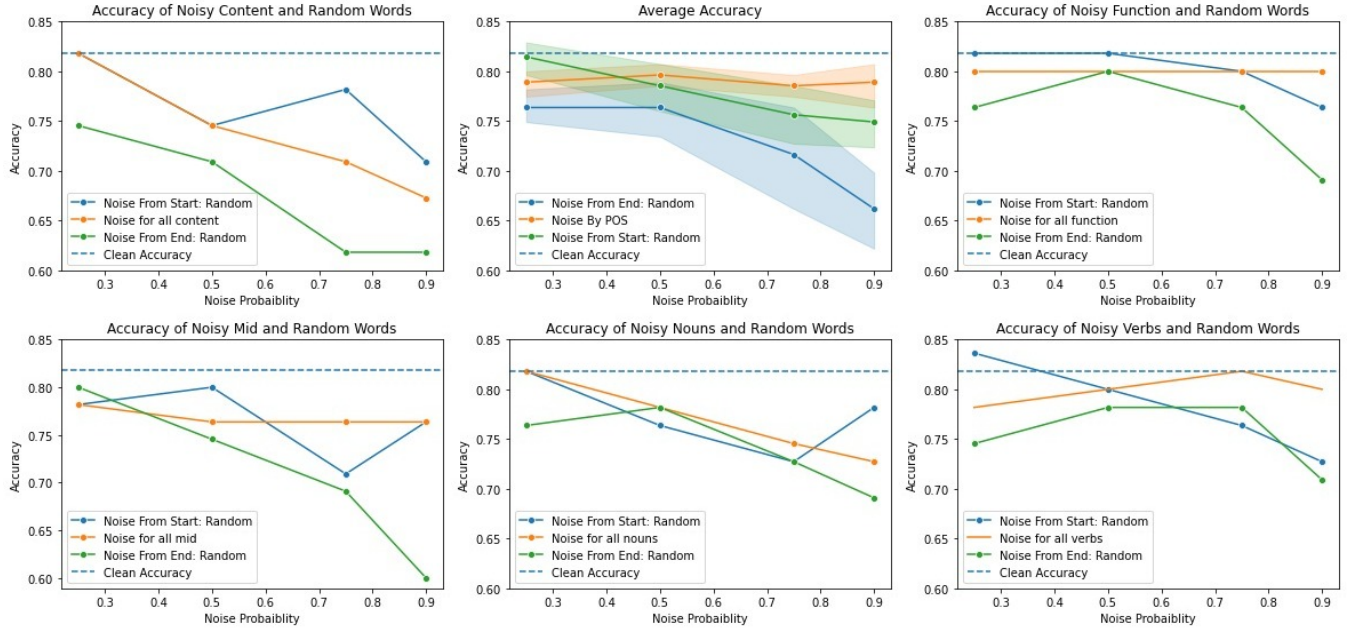 Accuracy of Noisy Content and Random Words
0.85
0.80
0.75
0.70
0.65
0.60
Accuracy
Noise From Start: Random
Noise for all content
Noise From End: Random
Clean Accuracy
0.3 0.4 0.5 0.6 0.7 0.8 0.9
Noise Probaiblity
Average Accuracy
0.85
0.80
0.75
0.70
0.65
0.60
Accuracy
Noise From End: Random
Noise By POS
Noise From Start: Random
Clean Accuracy
0.3 0.4 0.5 0.6 0.7 0.8 0.9
Noise Probaiblity
Accuracy of Noisy Function and Random Words
0.85
0.80
0.75
0.70
0.65
0.60
Accuracy
Noise From Start: Random
Noise for all function
Noise From End: Random
Clean Accuracy
0.3 0.4 0.5 0.6 0.7 0.8 0.9
Noise Probaiblity
Accuracy of Noisy Mid and Random Words
0.85
0.80
0.75
0.70
0.65
0.60
Accuracy
Noise From Start: Random
Noise for all mid
Noise From End: Random
Clean Accuracy
0.3 0.4 0.5 0.6 0.7 0.8 0.9
Noise Probaiblity
Accuracy of Noisy Nouns and Random Words
0.85
0.80
0.75
0.70
0.65
0.60
Accuracy
Noise From Start: Random
Noise for all nouns
Noise From End: Random
Clean Accuracy
0.3 0.4 0.5 0.6 0.7 0.8 0.9
Noise Probaiblity
Accuracy of Noisy Verbs and Random Words
0.85
0.80
0.75
0.70
0.65
0.60
Accuracy
Noise From Start: Random
Noise for all verbs
Noise From End: Random
Clean Accuracy
0.3 0.4 0.5 0.6 0.7 0.8 0.9
Noise Probaiblity